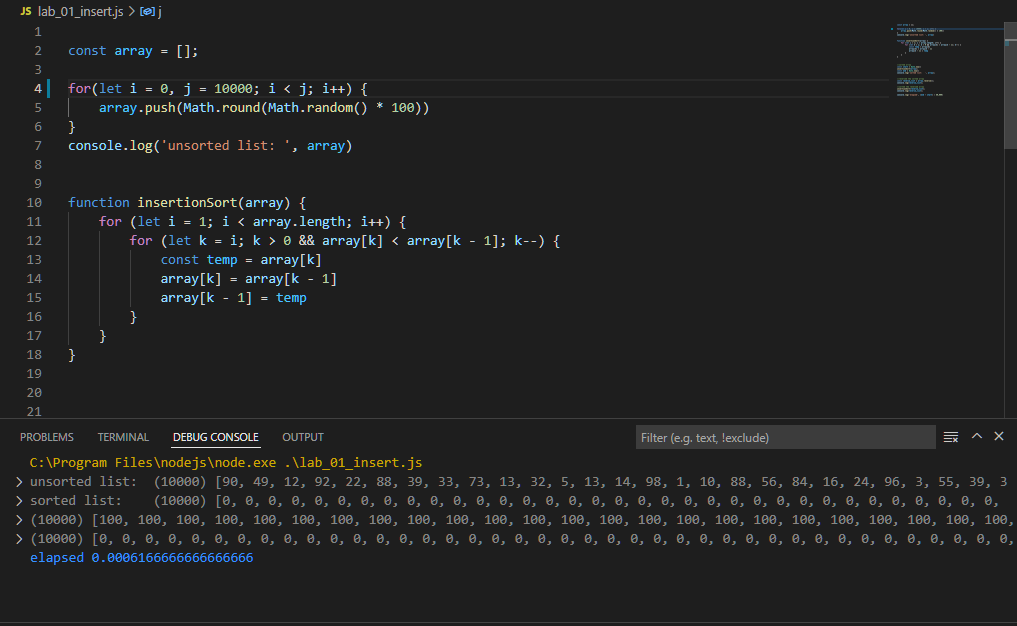 JS lab_01_insert.js > j
1
2 const array = [];
3
4 for(let i = 0, j = 10000; i < j; i++) {
5 array.push(Math.round(Math.random() * 100))
6 }
7 console.log('unsorted list: ', array)
8
9
10 function insertionSort(array) {
11 for (let i = 1; i < array.length; i++) {
12 for (let k = i; k > 0 && array[k] < array[k - 1]; k--) {
13 const temp = array[k]
14 array[k] = array[k - 1]
15 array[k - 1] = temp
16 }
17 }
18 }
19
20
21
PROBLEMS TERMINAL DEBUG CONSOLE OUTPUT Filter (e.g. text, !exclude)
C:\Program Files\nodejs\node.exe .\lab_01_insert.js
> unsorted list: (10000) [90, 49, 12, 92, 22, 88, 39, 33, 73, 13, 32, 5, 13, 14, 98, 1, 10, 88, 56, 84, 16, 24, 96, 3, 55, 39, 3
> sorted list: (10000) [0, 0, 0, 0, 0, 0, 0, 0, 0, 0, 0, 0, 0, 0, 0, 0, 0, 0, 0, 0, 0, 0, 0, 0, 0, 0, 0, 0, 0, 0, 0, 0, 0, 0,
> (10000) [100, 100, 100, 100, 100, 100, 100, 100, 100, 100, 100, 100, 100, 100, 100, 100, 100, 100, 100, 100, 100, 100, 100, 100,
> (10000) [0, 0, 0, 0, 0, 0, 0, 0, 0, 0, 0, 0, 0, 0, 0, 0, 0, 0, 0, 0, 0, 0, 0, 0, 0, 0, 0, 0, 0, 0, 0, 0, 0, 0, 0, 0, 0, 0, 0, 0,
elapsed 0.0006166666666666666